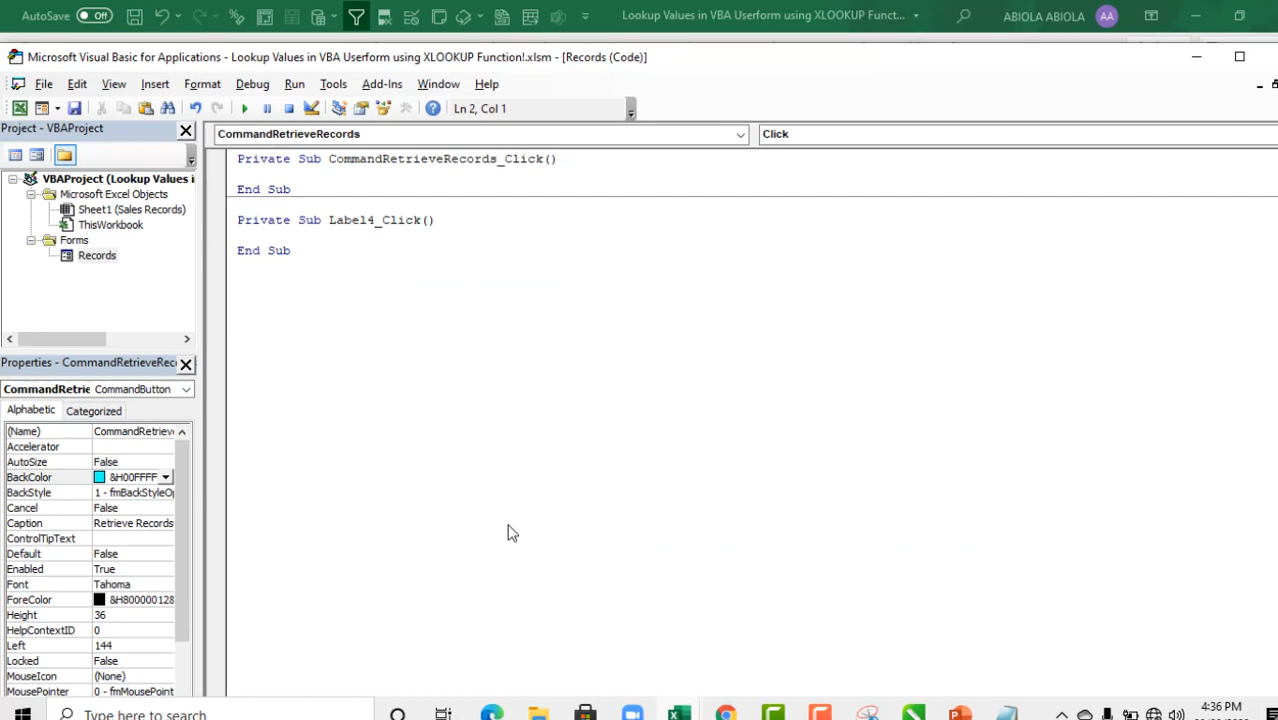 AutoSave Off Lookup Values in VBA Userform using XLOOKUP Funct... ABIOLA ABIOLA AA
Microsoft Visual Basic for Applications - Lookup Values in VBA Userform using XLOOKUP Function!.xlsm - [Records (Code)]
File Edit View Insert Format Debug Run Tools Add-Ins Window Help
Ln 2, Col 1
Project - VBAProject
CommandRetrieveRecords Click
VBAProject (Lookup Values i
Microsoft Excel Objects
Sheet1 (Sales Records)
ThisWorkbook
Forms
Records
Private Sub CommandRetrieveRecords_Click()
End Sub
Private Sub Label4_Click()
End Sub
Properties - CommandRetrieveRec
CommandRetrie CommandButton
Alphabetic Categorized
(Name) CommandRetriev
Accelerator
AutoSize False
BackColor &H00FFFF
BackStyle 1 - fmBackStyleO
Cancel False
Caption Retrieve Records
ControlTipText
Default False
Enabled True
Font Tahoma
ForeColor &H80000012&
Height 36
HelpContextID 0
Left 144
Locked False
MouseIcon (None)
MousePointer 0 - fmMousePoint
Type here to search
4:36 PM